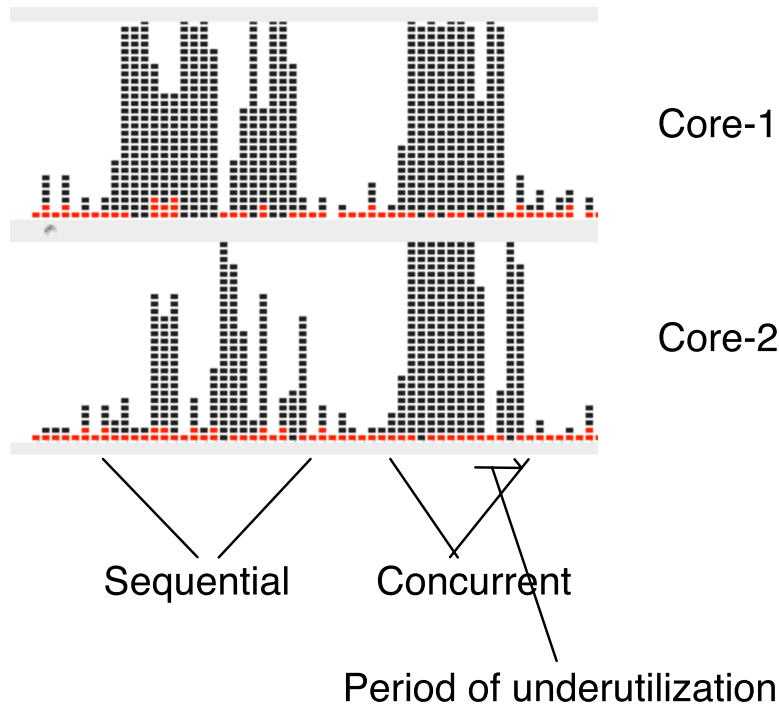 Core-1
Core-2
Sequential
Concurrent
Period of underutilization